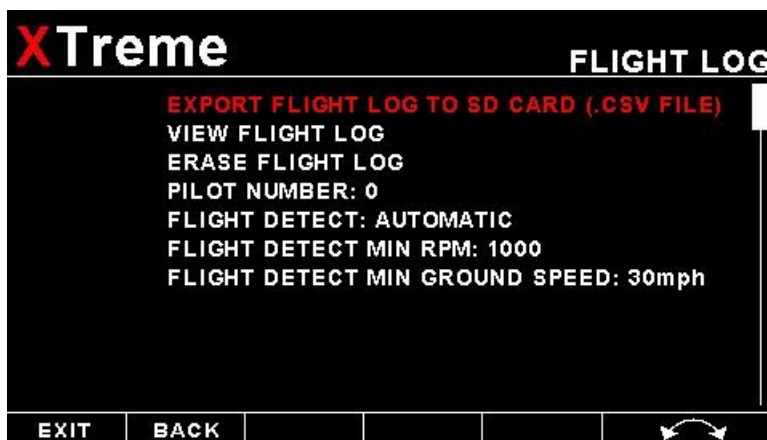 XTreme
FLIGHT LOG
EXPORT FLIGHT LOG TO SD CARD (.CSV FILE)
VIEW FLIGHT LOG
ERASE FLIGHT LOG
PILOT NUMBER: 0
FLIGHT DETECT: AUTOMATIC
FLIGHT DETECT MIN RPM: 1000
FLIGHT DETECT MIN GROUND SPEED: 30mph
EXIT BACK